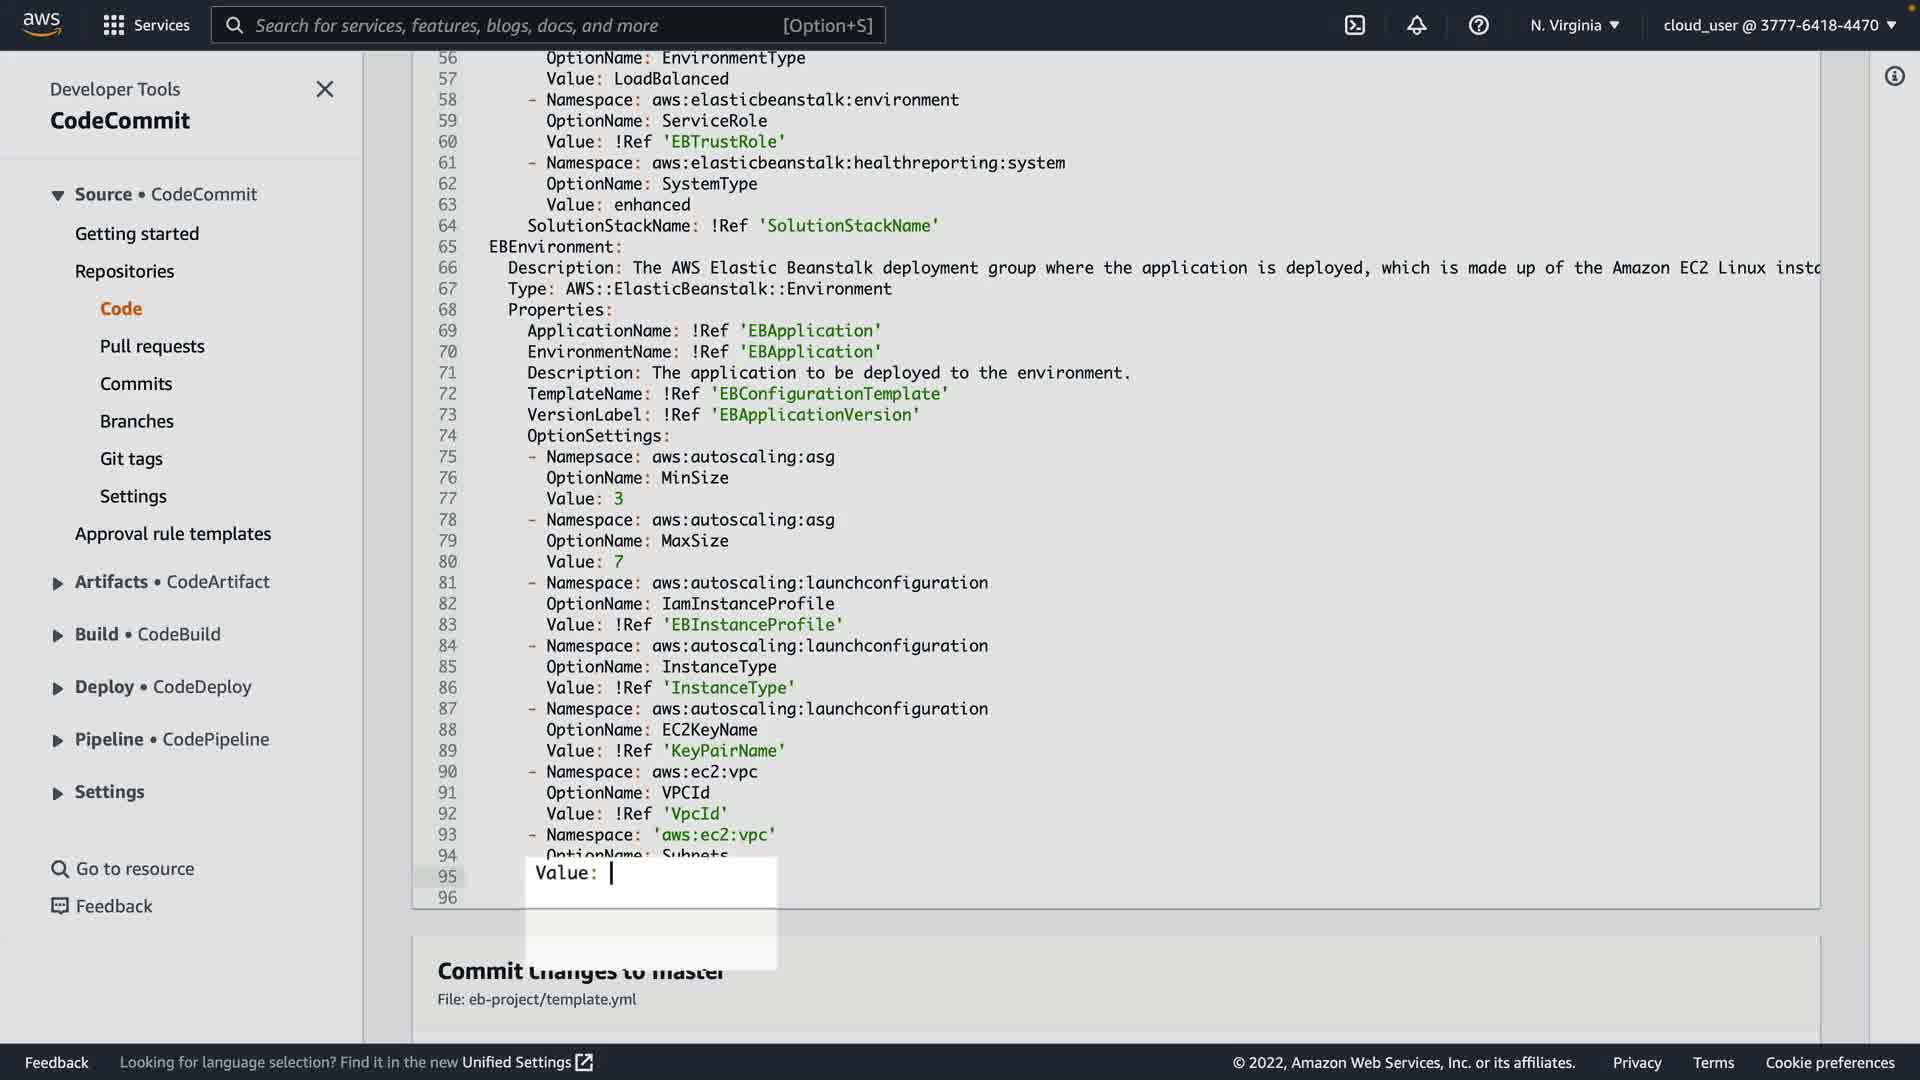 aws
Services
Search for services, features, blogs, docs, and more
[Option+S]
N. Virginia
cloud_user @ 3777-6418-4470
Developer Tools
CodeCommit
Source • CodeCommit
Getting started
Repositories
Code
Pull requests
Commits
Branches
Git tags
Settings
Approval rule templates
Artifacts • CodeArtifact
Build • CodeBuild
Deploy • CodeDeploy
Pipeline • CodePipeline
Settings
Go to resource
Feedback
56 OptionName: EnvironmentType
57 Value: LoadBalanced
58 - Namespace: aws:elasticbeanstalk:environment
59 OptionName: ServiceRole
60 Value: !Ref 'EBTrustRole'
61 - Namespace: aws:elasticbeanstalk:healthreporting:system
62 OptionName: SystemType
63 Value: enhanced
64 SolutionStackName: !Ref 'SolutionStackName'
65 EBEnvironment:
66 Description: The AWS Elastic Beanstalk deployment group where the application is deployed, which is made up of the Amazon EC2 Linux insta
67 Type: AWS::ElasticBeanstalk::Environment
68 Properties:
69 ApplicationName: !Ref 'EBApplication'
70 EnvironmentName: !Ref 'EBApplication'
71 Description: The application to be deployed to the environment.
72 TemplateName: !Ref 'EBConfigurationTemplate'
73 VersionLabel: !Ref 'EBApplicationVersion'
74 OptionSettings:
75 - Namepsace: aws:autoscaling:asg
76 OptionName: MinSize
77 Value: 3
78 - Namespace: aws:autoscaling:asg
79 OptionName: MaxSize
80 Value: 7
81 - Namespace: aws:autoscaling:launchconfiguration
82 OptionName: IamInstanceProfile
83 Value: !Ref 'EBInstanceProfile'
84 - Namespace: aws:autoscaling:launchconfiguration
85 OptionName: InstanceType
86 Value: !Ref 'InstanceType'
87 - Namespace: aws:autoscaling:launchconfiguration
88 OptionName: EC2KeyName
89 Value: !Ref 'KeyPairName'
90 - Namespace: aws:ec2:vpc
91 OptionName: VPCId
92 Value: !Ref 'VpcId'
93 - Namespace: 'aws:ec2:vpc'
94 OptionName: Subnets
95 Value:
96
Commit changes to master
File: eb-project/template.yml
Feedback
Looking for language selection? Find it in the new Unified Settings
© 2022, Amazon Web Services, Inc. or its affiliates.
Privacy
Terms
Cookie preferences